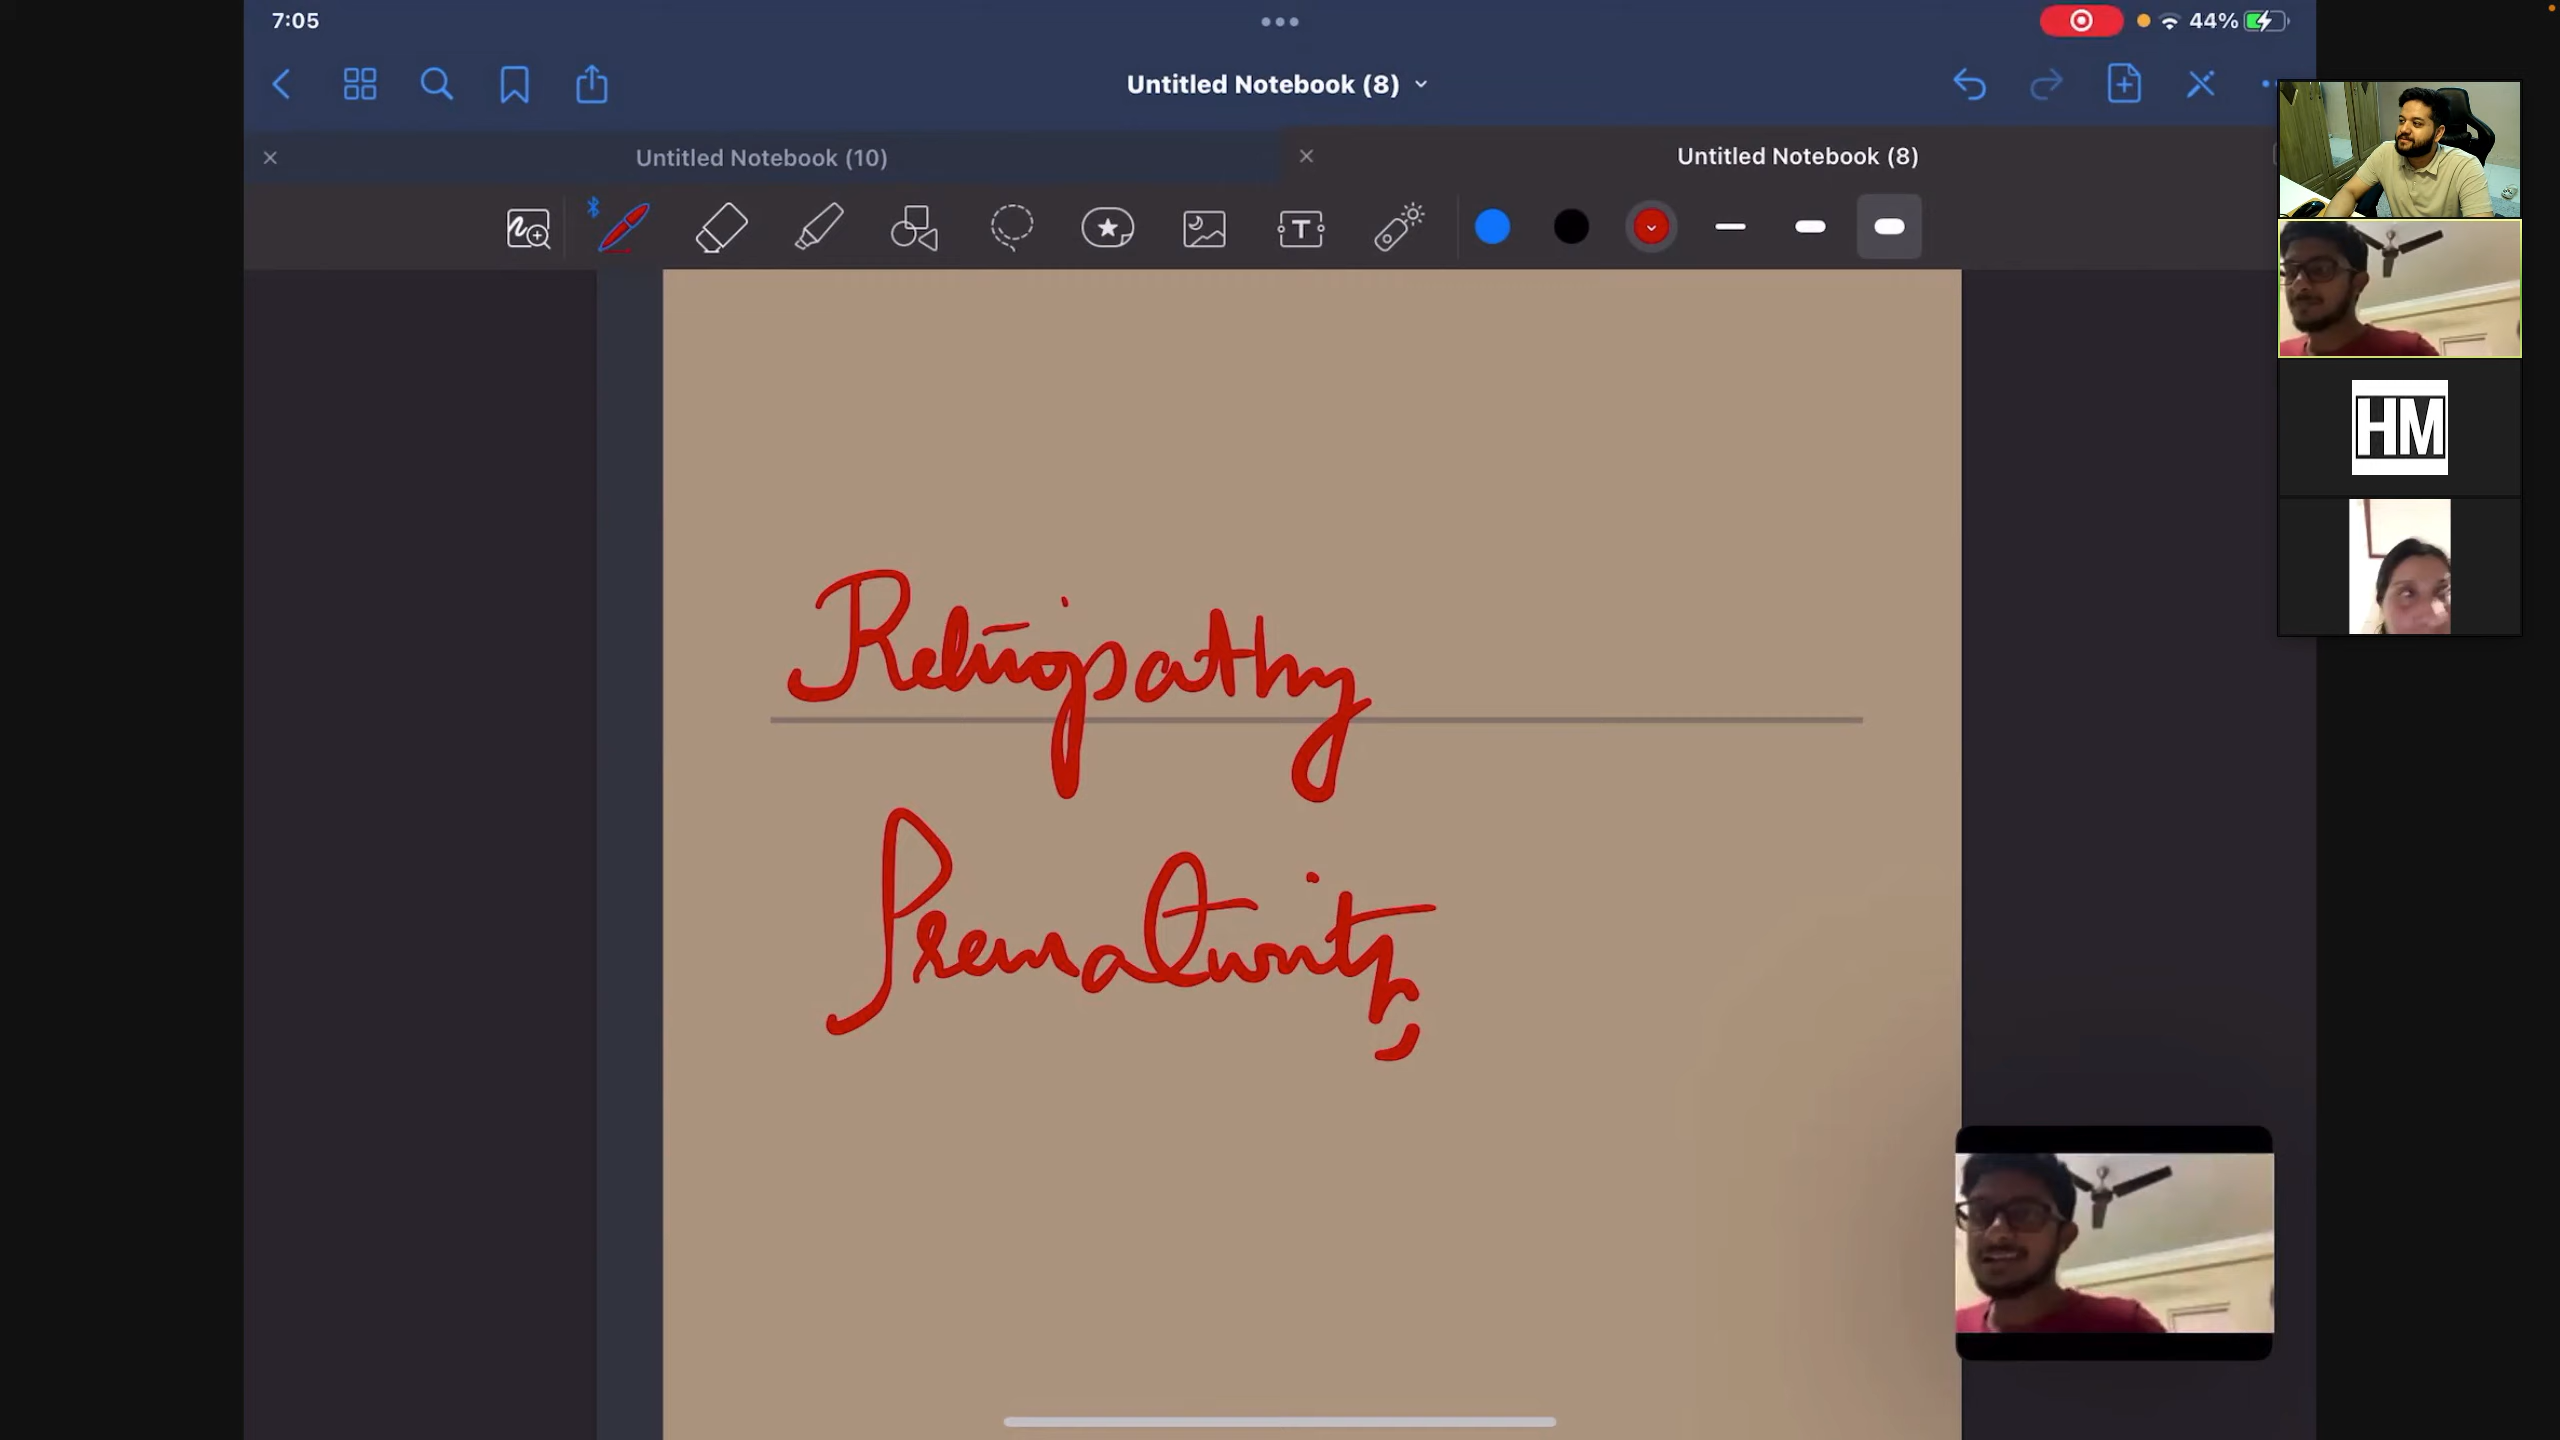 7:05
44%
Untitled Notebook (8)
Untitled Notebook (10)
Untitled Notebook (8)
T
HM
Retinopathy
Prematurity